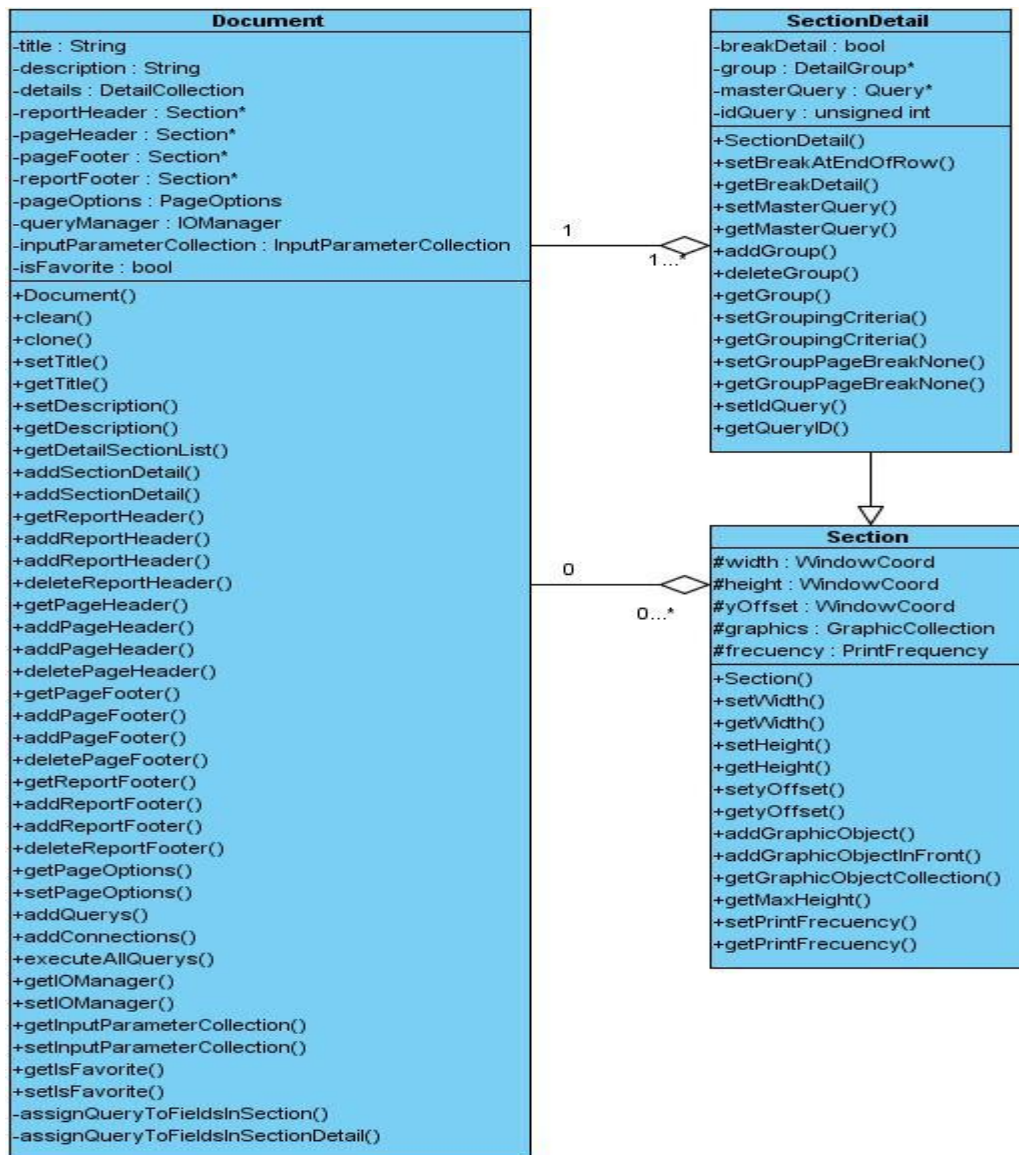 Document
-title : String
-description : String
-details : DetailCollection
-reportHeader : Section*
-pageHeader : Section*
-pageFooter : Section*
-reportFooter : Section*
-pageOptions : PageOptions
-queryManager : IOManager
-inputParameterCollection : InputParameterCollection
-isFavorite : bool
+Document()
+clean()
+clone()
+setTitle()
+getTitle()
+setDescription()
+getDescription()
+getDetailSectionList()
+addSectionDetail()
+addSectionDetail()
+getReportHeader()
+addReportHeader()
+addReportHeader()
+deleteReportHeader()
+getPageHeader()
+addPageHeader()
+addPageHeader()
+deletePageHeader()
+getPageFooter()
+addPageFooter()
+addPageFooter()
+deletePageFooter()
+getReportFooter()
+addReportFooter()
+addReportFooter()
+deleteReportFooter()
+getPageOptions()
+setPageOptions()
+addQuerys()
+addConnections()
+executeAllQuerys()
+getIOManager()
+setIOManager()
+getInputParameterCollection()
+setInputParameterCollection()
+getIsFavorite()
+setIsFavorite()
-assignQueryToFieldsInSection()
-assignQueryToFieldsInSectionDetail()
1
1...*
0
0...*
SectionDetail
-breakDetail : bool
-group : DetailGroup*
-masterQuery : Query*
-idQuery : unsigned int
+SectionDetail()
+setBreakAtEndOfRow()
+getBreakDetail()
+setMasterQuery()
+getMasterQuery()
+addGroup()
+deleteGroup()
+getGroup()
+setGroupingCriteria()
+getGroupingCriteria()
+setGroupPageBreakNone()
+getGroupPageBreakNone()
+setIdQuery()
+getQueryID()
Section
#width : WindowCoord
#height : WindowCoord
#yOffset : WindowCoord
#graphics : GraphicCollection
#frecuency : PrintFrequency
+Section()
+setWidth()
+getWidth()
+setHeight()
+getHeight()
+setyOffset()
+getyOffset()
+addGraphicObject()
+addGraphicObjectInFront()
+getGraphicObjectCollection()
+getMaxHeight()
+setPrintFrecuency()
+getPrintFrecuency()